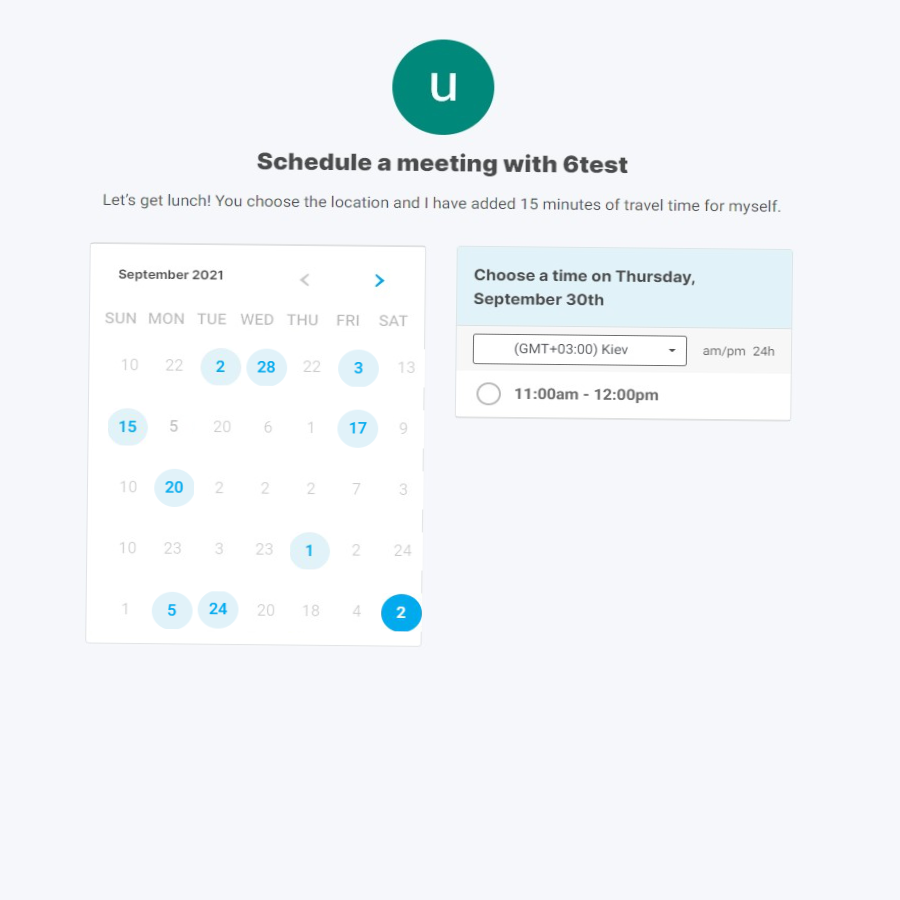 u
Schedule a meeting with 6test
Let's get lunch! You choose the location and I have added 15 minutes of travel time for myself.
September 2021
SUN MON TUE WED THU FRI SAT
10 22 2 28 22 3 13
15 5 20 6 1 17 9
10 20 2 2 2 7 3
10 23 3 23 1 2 24
1 5 24 20 18 4 2
Choose a time on Thursday,
September 30th
(GMT+03:00) Kiev am/pm 24h
11:00am - 12:00pm